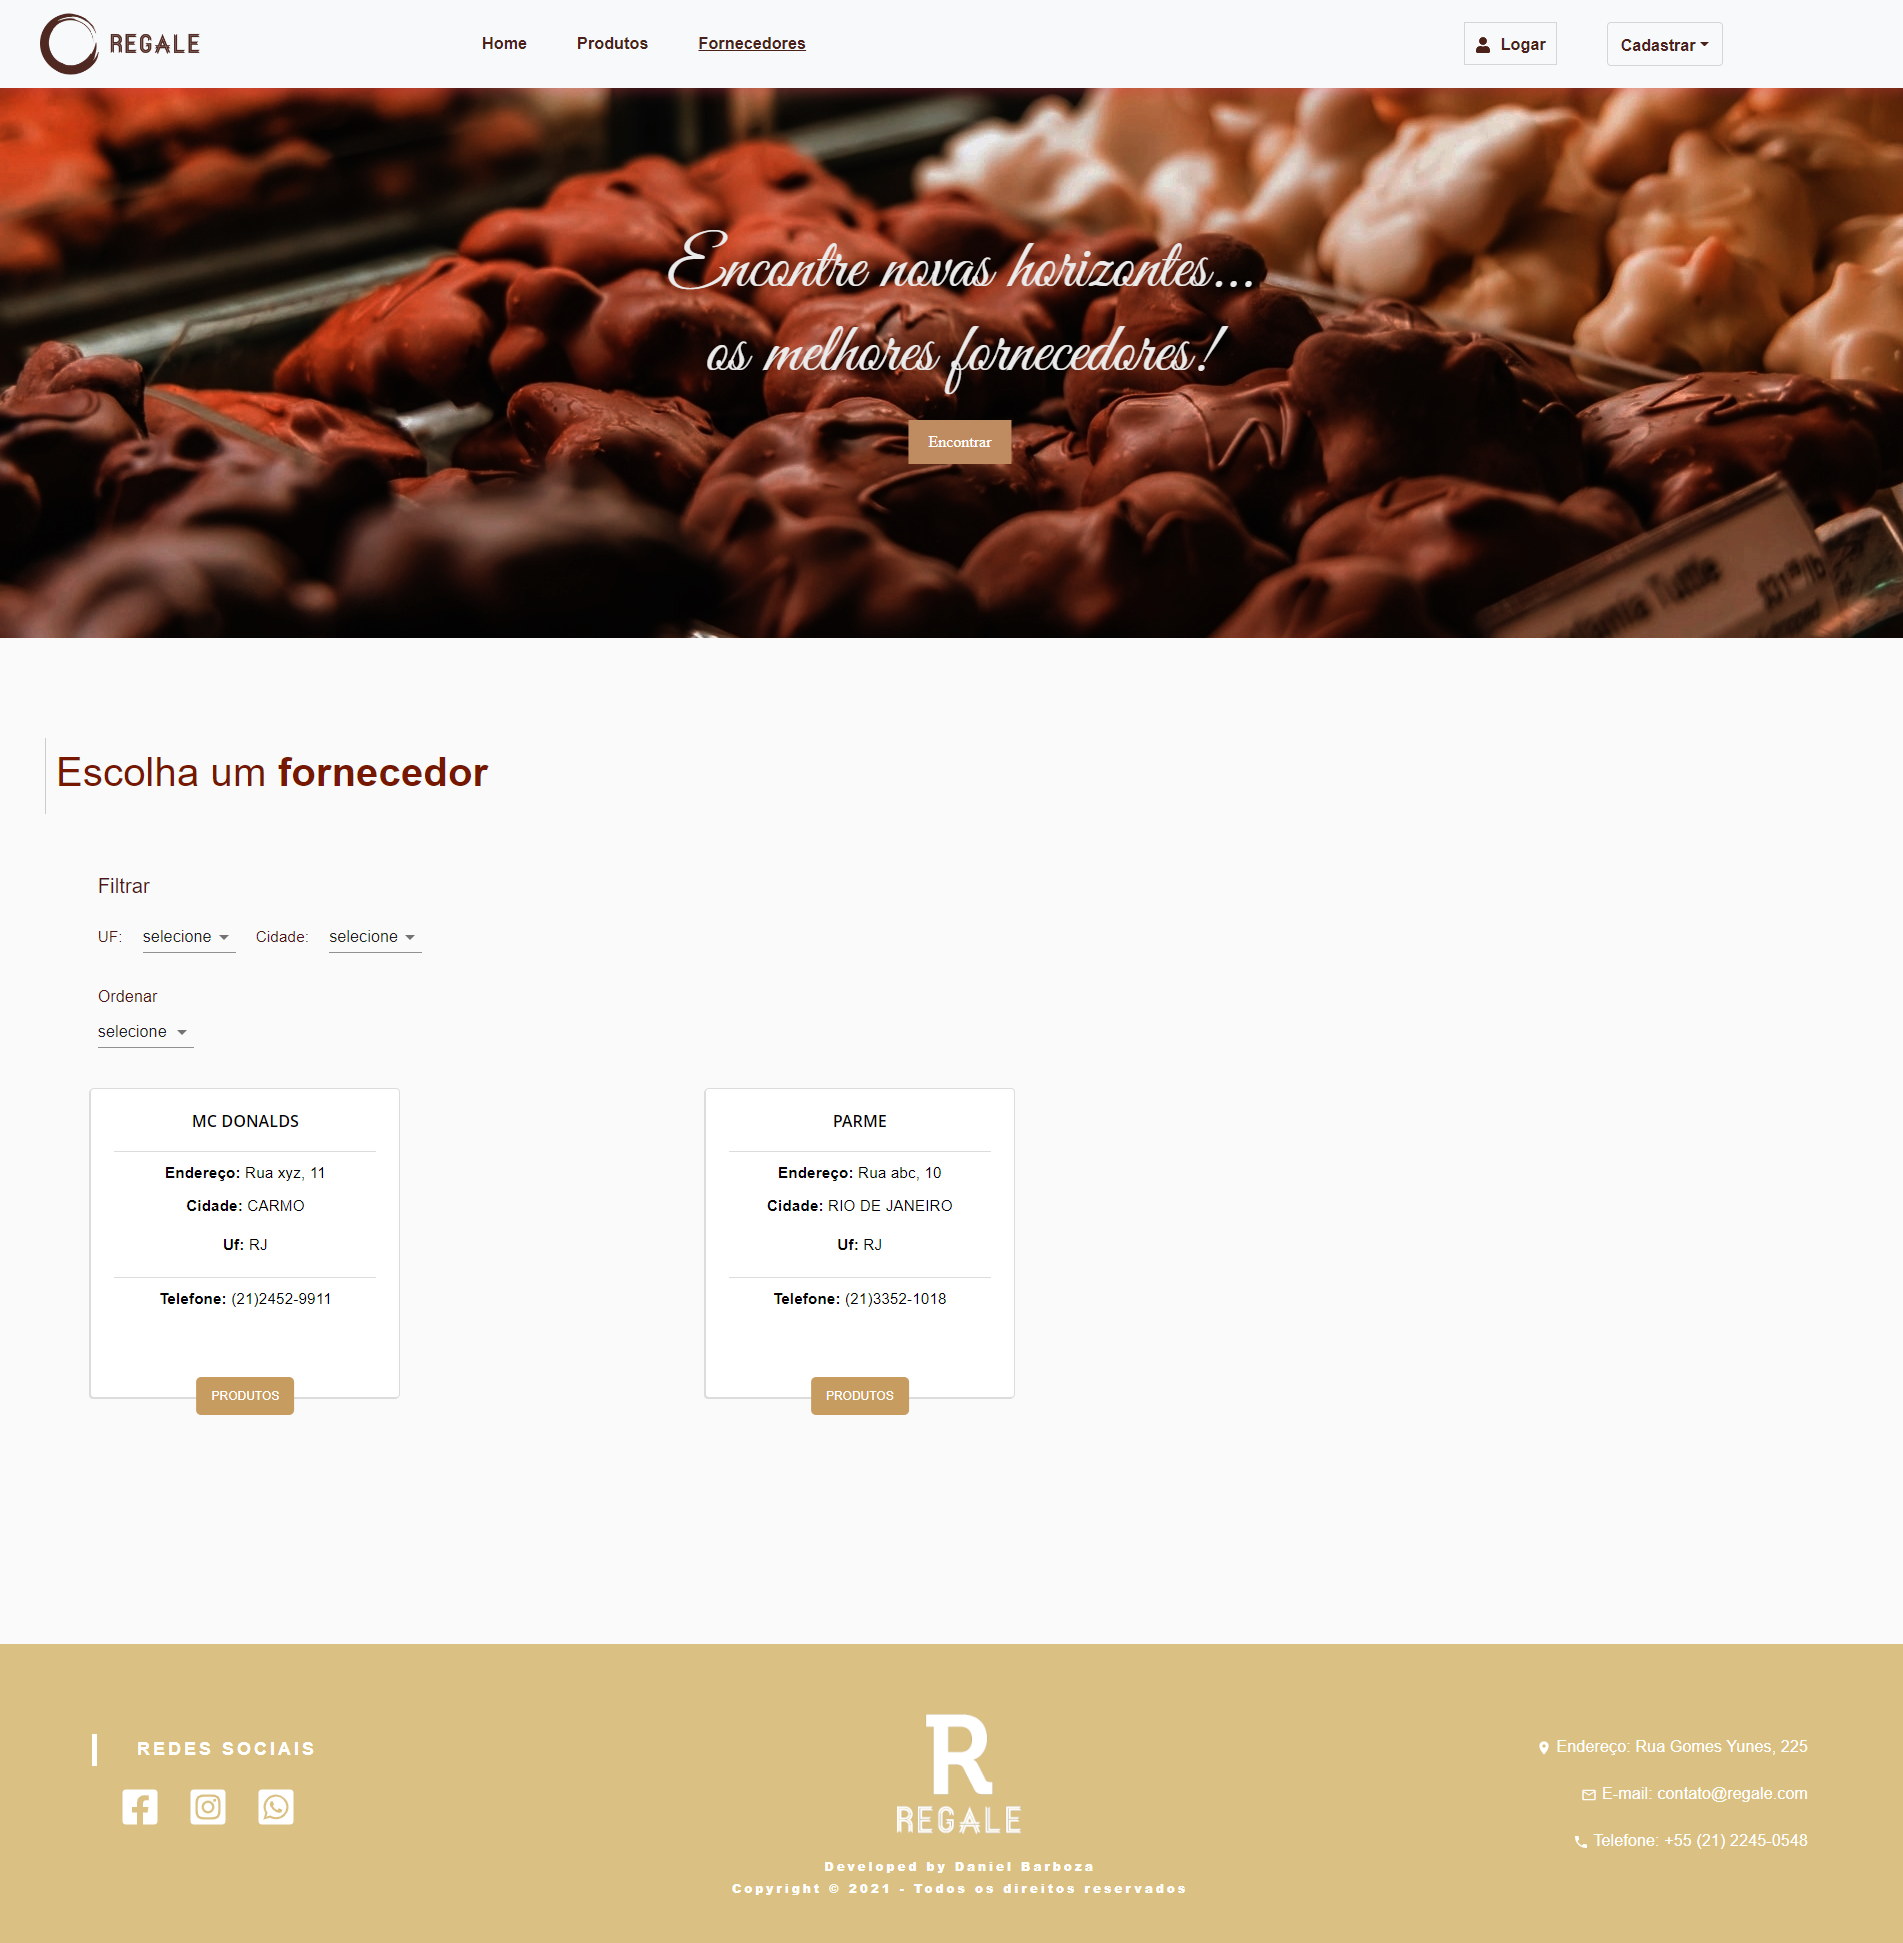 REGALE
Home
Produtos
Fornecedores
Logar
Cadastrar
Encontre novas horizontes...
os melhores fornecedores!
Encontrar
Escolha um fornecedor
Filtrar
UF: selecione Cidade: selecione
Ordenar
selecione
MC DONALDS
Endereço: Rua xyz, 11
Cidade: CARMO
Uf: RJ
Telefone: (21)2452-9911
PRODUTOS
PARME
Endereço: Rua abc, 10
Cidade: RIO DE JANEIRO
Uf: RJ
Telefone: (21)3352-1018
PRODUTOS
REDES SOCIAIS
R
REGALE
Developed by Daniel Barboza
Copyright © 2021 - Todos os direitos reservados
Endereço: Rua Gomes Yunes, 225
E-mail: contato@regale.com
Telefone: +55 (21) 2245-0548